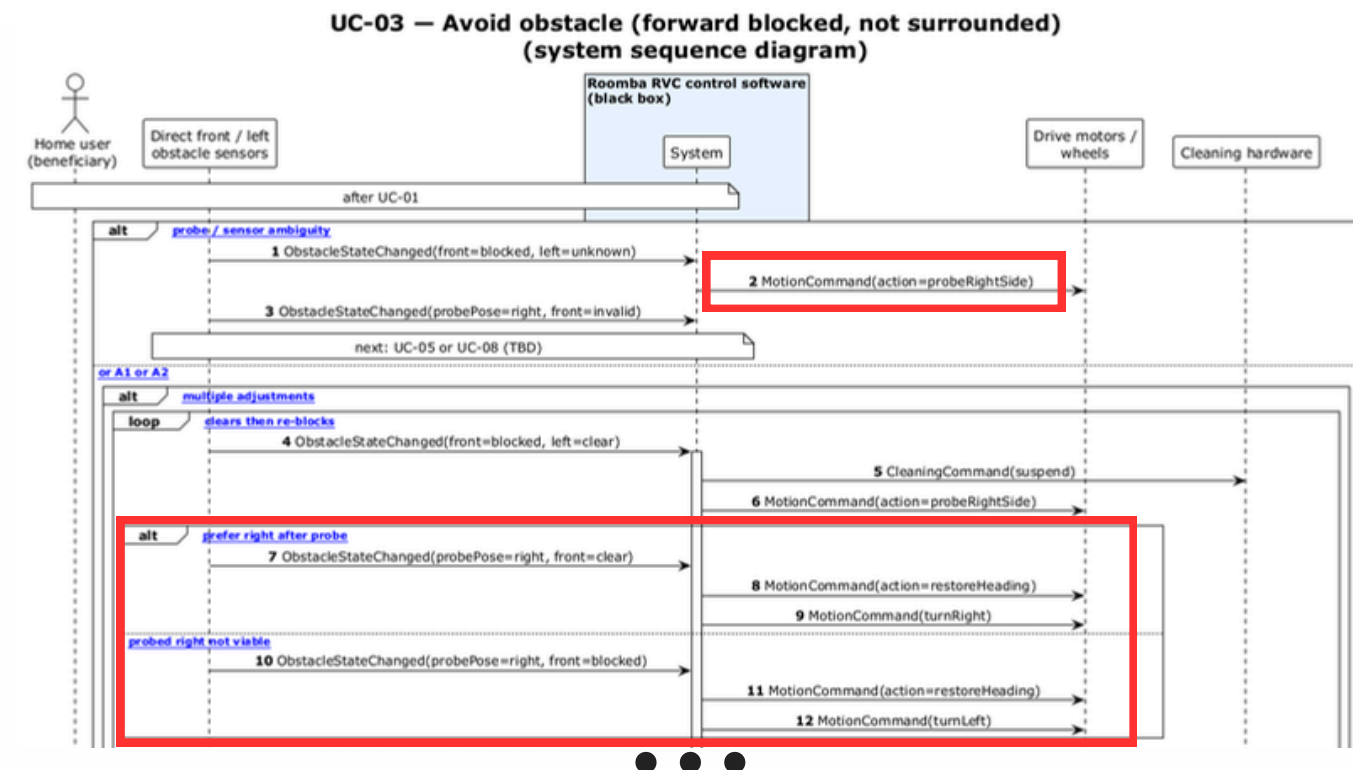 UC-03 — Avoid obstacle (forward blocked, not surrounded)
(system sequence diagram)
Roomba RVC control software
(black box)
Home user
(beneficiary)
Direct front / left
obstacle sensors
System
Drive motors /
wheels
Cleaning hardware
after UC-01
alt probe / sensor ambiguity
1 ObstacleStateChanged(front=blocked, left=unknown)
2 MotionCommand(action=probeRightSide)
3 ObstacleStateChanged(probePose=right, front=invalid)
next: UC-05 or UC-08 (TBD)
or A1 or A2
alt multiple adjustments
loop clears then re-blocks
4 ObstacleStateChanged(front=blocked, left=clear)
5 CleaningCommand(suspend)
6 MotionCommand(action=probeRightSide)
alt prefer right after probe
7 ObstacleStateChanged(probePose=right, front=clear)
8 MotionCommand(action=restoreHeading)
9 MotionCommand(turnRight)
probed right not viable
10 ObstacleStateChanged(probePose=right, front=blocked)
11 MotionCommand(action=restoreHeading)
12 MotionCommand(turnLeft)